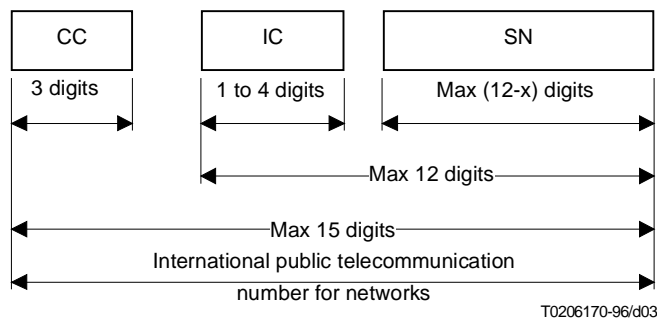 CC IC SN
3 digits 1 to 4 digits Max (12-x) digits
Max 12 digits
Max 15 digits
International public telecommunication
number for networks
T0206170-96/d03